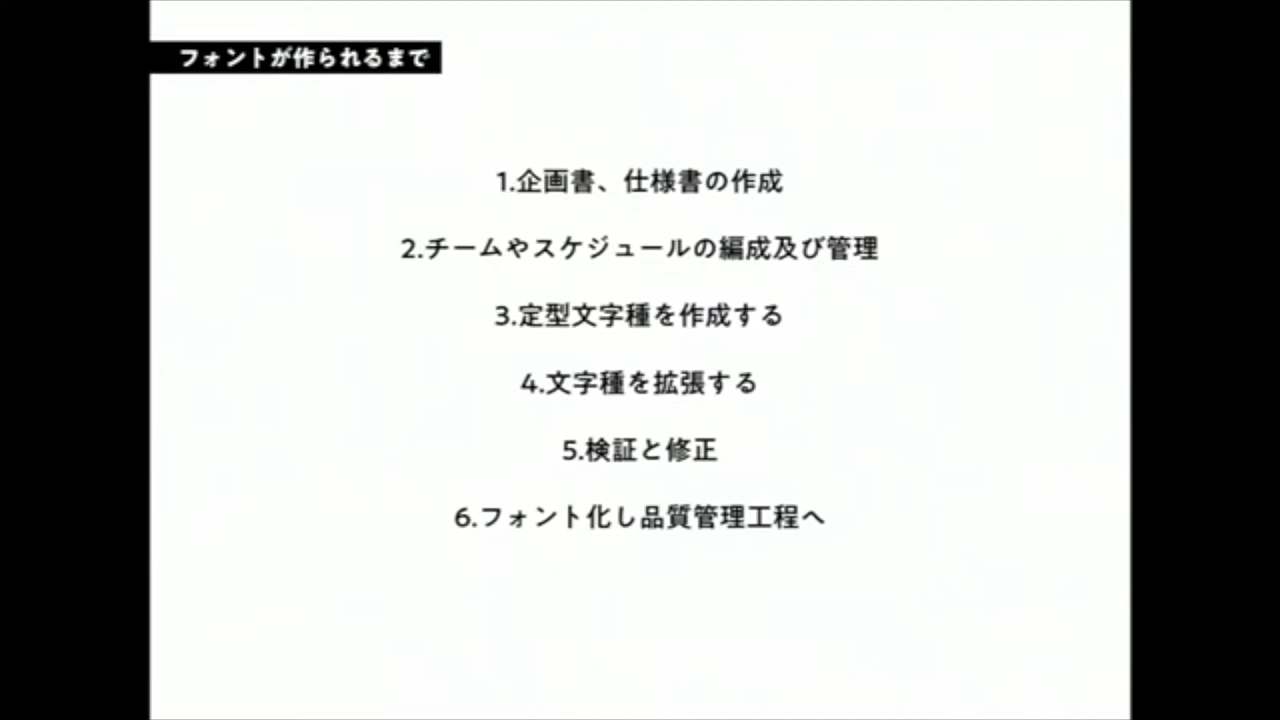 フォントが作られるまで
1.企画書、仕様書の作成
2.チームやスケジュールの編成及び管理
3.定型文字種を作成する
4.文字種を拡張する
5.検証と修正
6.フォント化し品質管理工程へ